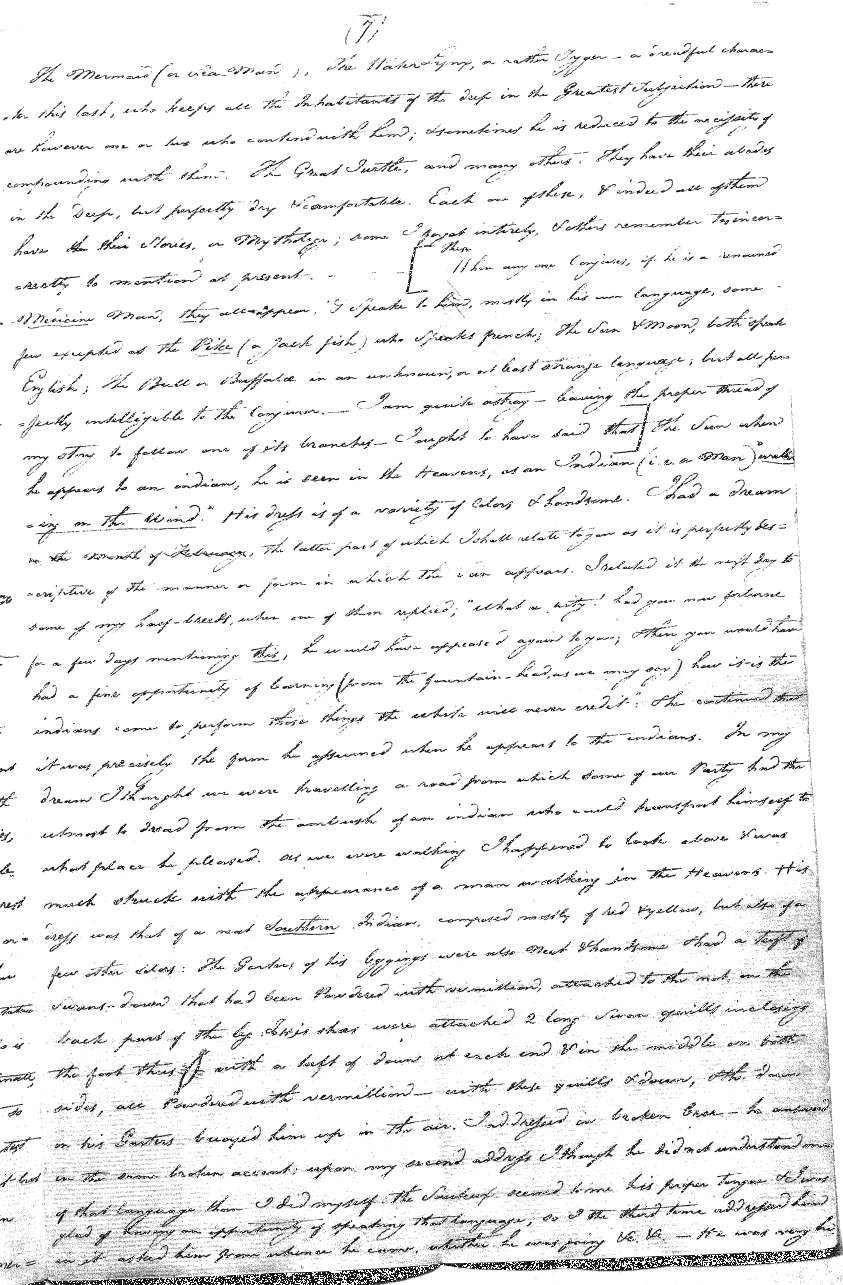 (7)
The Mermaid (or Sea-Man), The Water Lynx, or rather Tyger – a dreadful charac=
=ter this last, who keeps all the Inhabitants of the deep in the Greatest Subjection – there
are however one or two who contend with him; & sometimes he is reduced to the necessity of
compounding with them. The Great Turtle, and many others. They have their abodes
in the Deep, but perfectly dry & comfortable. Each one of these, & indeed all of them
have their Stories, or Mythology; some I forget intirely, & others remember too incor=
these
=rectly to mention at present. - - - [ When any one Conjures, if he is a renowned
Medicine Man, they all appear, & Speake to him, mostly in his own language, some
few excepted as the Pike (or Jack fish) who Speaks french; the Sun & Moon, both speak
English; the Bull or Buffaloe in an unknown, or at least strange language; but all per=
=fectly intelligible to the Conjuror. — I am quite astray – leaving the proper thread of
my story to follow one of its branches – I ought to have said that ] the Sun when
he appears to an indian, he is seen in the Heavens, as an Indian (i.e. a Man) "walk=
=ing on the Wind." His dress is of a variety of Colors & handsome. I had a dream
in the month of February, the latter part of which I shall relate to you as it is perfectly des=
=criptive of the manner or form in which the Sun appears. I related it the next day to
some of my half-breeds, when one of them replied; "What a pity! had you now forborne
for a few days mentioning this, he would have appeared again to you; & then you would have
had a fine opportunity of learning (from the fountain-head, as we may say) how it is the
indians come to perform those things the white will never credit". He continued that
it was precisely the form he assumed when he appears to the indians. In my
dream I thought we were travelling a road from which some of our Party had the
utmost to dread from the ambush of an indian who could transport himself to
what place he pleased. As we were walking I happened to look above & was
much struck with the appearance of a man walking in the Heavens. His
dress was that of a neat Southern Indian, composed mostly of red & yellow, but also of a
few other colors: The Garters of his leggings were also neat & handsome & had a tuft of
Swans-down that had been Powdered with vermillion, attached to the knot, on the
back part of the leg. To his shoes were attached 2 long Swan quills inclosing
the foot thus with a tuft of down at each end & in the middle on both
sides, all Powdered with vermillion – with these quills & down, & the down
on his Garters buoyed him up in the air. I addressed in broken Cree – he answered
in the same broken accent: upon my second address I though he did not understand more
of that language than I did myself. The Sauteux seemed to me his proper tongue & I was
glad of having an opportunity of speaking that language; so I the third time addressed him
in it asked him from whence he came, whether he was going &c. &c. – He was very